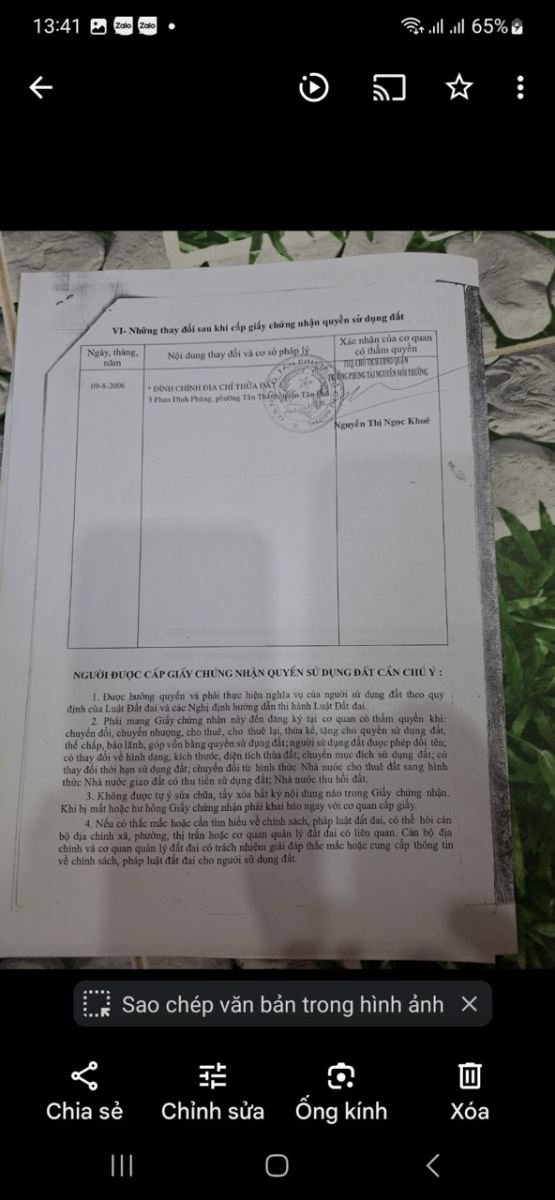 13:41 Zalo Zalo 65%
VI- Những thay đổi sau khi cấp giấy chứng nhận quyền sử dụng đất
Ngày, tháng, năm
Nội dung thay đổi và cơ sở pháp lý
Xác nhận của cơ quan có thẩm quyền
09-8-2006
* ĐÍNH CHÍNH ĐỊA CHỈ THỬA ĐẤT
3 Phan Đình Phùng, phường Tân Thành, quận Tân Phú
TUQ. CHỦ TỊCH UBND QUẬN
TRƯỞNG PHÒNG TÀI NGUYÊN MÔI TRƯỜNG
Nguyễn Thị Ngọc Khuê
NGƯỜI ĐƯỢC CẤP GIẤY CHỨNG NHẬN QUYỀN SỬ DỤNG ĐẤT CẦN CHÚ Ý :
1. Được hưởng quyền và phải thực hiện nghĩa vụ của người sử dụng đất theo quy
định của Luật Đất đai và các Nghị định hướng dẫn thi hành Luật Đất đai.
2. Phải mang Giấy chứng nhận này đến đăng ký tại cơ quan có thẩm quyền khi:
chuyển đổi, chuyển nhượng, cho thuê, cho thuê lại, thừa kế, tặng cho quyền sử dụng đất,
thế chấp, bảo lãnh, góp vốn bằng quyền sử dụng đất; người sử dụng đất được phép đổi tên;
có thay đổi về hình dạng, kích thước, diện tích thửa đất; chuyển mục đích sử dụng đất; có
thay đổi thời hạn sử dụng đất; chuyển đổi từ hình thức Nhà nước cho thuê đất sang hình
thức Nhà nước giao đất có thu tiền sử dụng đất; Nhà nước thu hồi đất.
3. Không được tự ý sửa chữa, tẩy xóa bất kỳ nội dung nào trong Giấy chứng nhận.
Khi bị mất hoặc hư hỏng Giấy chứng nhận phải khai báo ngay với cơ quan cấp giấy.
4. Nếu có thắc mắc hoặc cần tìm hiểu về chính sách, pháp luật đất đai, có thể hỏi cán
bộ địa chính xã, phường, thị trấn hoặc cơ quan quản lý đất đai có liên quan. Cán bộ địa
chính và cơ quan quản lý đất đai có trách nhiệm giải đáp thắc mắc hoặc cung cấp thông tin
về chính sách, pháp luật đất đai cho người sử dụng đất.
Sao chép văn bản trong hình ảnh
Chia sẻ Chỉnh sửa Ống kính Xóa